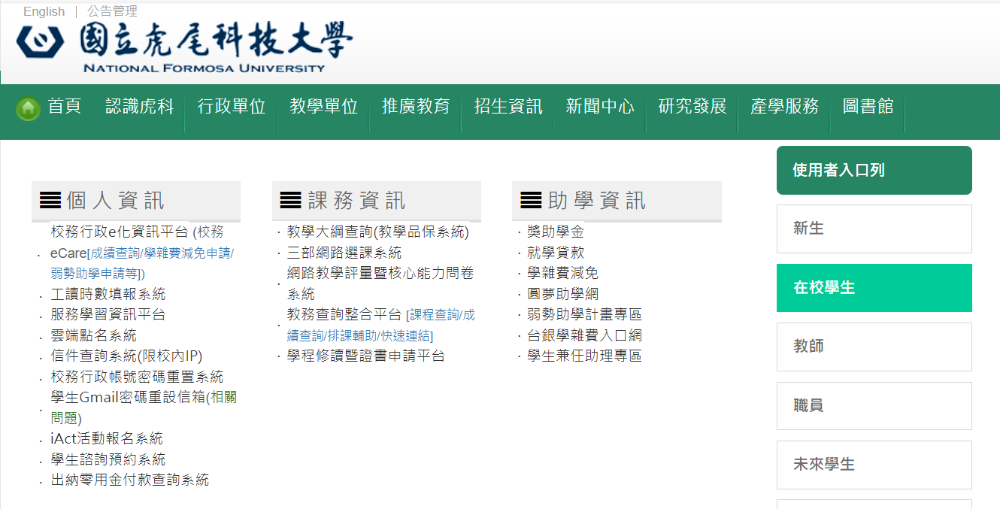 English | 公告管理
國立虎尾科技大學
NATIONAL FORMOSA UNIVERSITY
首頁 認識虎科 行政單位 教學單位 推廣教育 招生資訊 新聞中心 研究發展 產學服務 圖書館
個人資訊
校務行政e化資訊平台 (校務
eCare[成績查詢/學雜費減免申請/
弱勢助學申請等])
工讀時數填報系統
服務學習資訊平台
雲端點名系統
信件查詢系統(限校內IP)
校務行政帳號密碼重置系統
學生Gmail密碼重設信箱(相關
問題)
iAct活動報名系統
學生諮詢預約系統
出納零用金付款查詢系統
課務資訊
教學大綱查詢(教學品保系統)
三部網路選課系統
網路教學評量暨核心能力問卷
系統
教務查詢整合平台 [課程查詢/成
績查詢/排課輔助/快速連結]
學程修讀暨證書申請平台
助學資訊
獎助學金
就學貸款
學雜費減免
圓夢助學網
弱勢助學計畫專區
台銀學雜費入口網
學生兼任助理專區
使用者入口列
新生
在校學生
教師
職員
未來學生